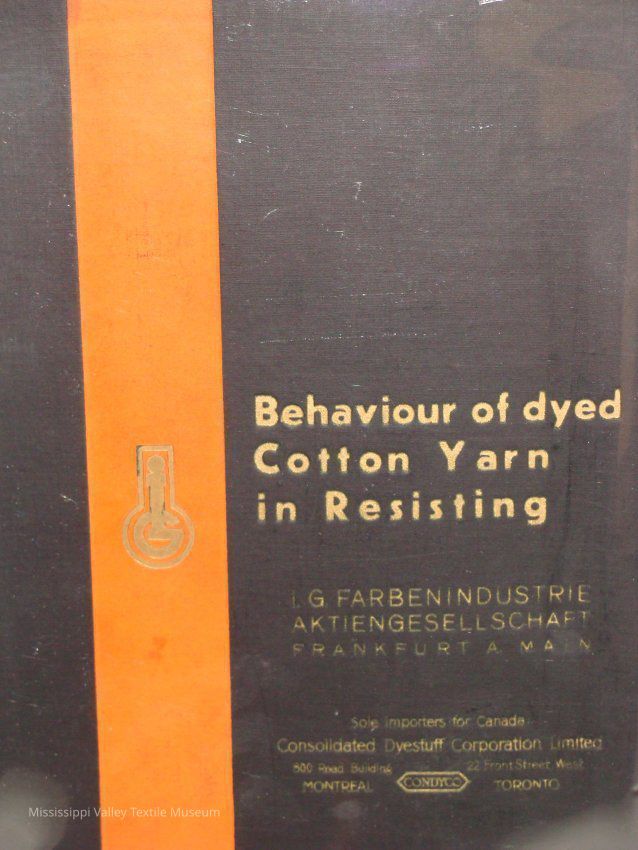 Behaviour of dyed
Cotton Yarn
in Resisting
I. G. FARBENINDUSTRIE
AKTIENGESELLSCHAFT
FRANKFURT A. MAIN
Sole Importers for Canada
Consolidated Dyestuff Corporation Limited
Building 22 Front Street West
MONTREAL CONDYCO TORONTO
Mississippi Valley Textile Museum